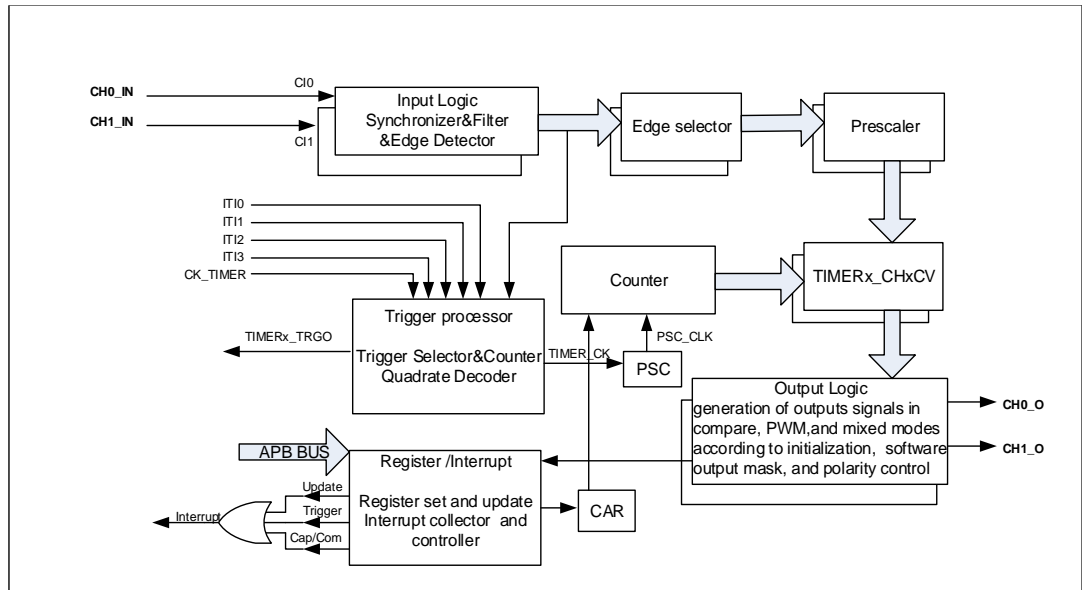 CH0_IN
CI0
CH1_IN
CI1
Input Logic
Synchronizer&Filter
&Edge Detector
Edge selector
Prescaler
ITI0
ITI1
ITI2
ITI3
CK_TIMER
Counter
TIMERx_CHxCV
Trigger processor
Trigger Selector&Counter
Quadrate Decoder
TIMERx_TRGO
TIMER_CK
PSC_CLK
PSC
Output Logic
generation of outputs signals in
compare, PWM,and mixed modes
according to initialization, software
output mask, and polarity control
CH0_O
CH1_O
APB BUS
Register /Interrupt
Register set and update
Interrupt collector and
controller
Update
Trigger
Cap/Com
Interrupt
CAR